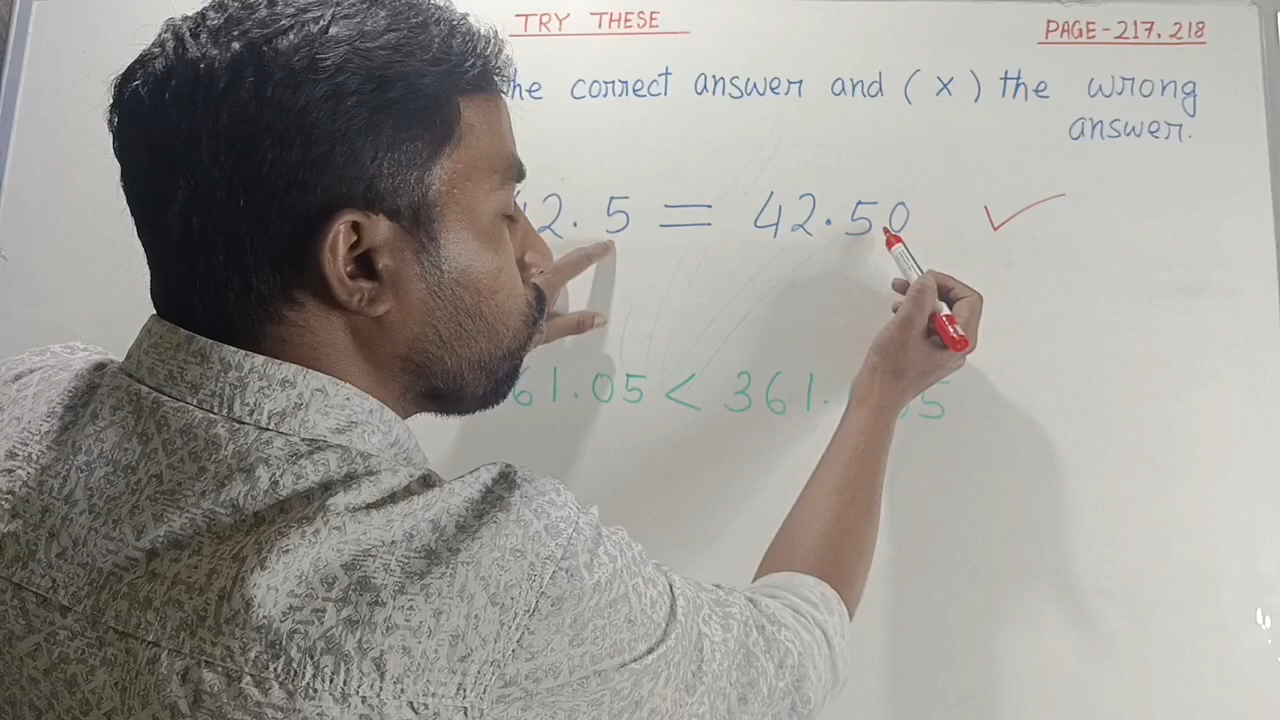 TRY THESE
PAGE-217, 218
the correct answer and ( × ) the wrong
answer.
42. 5 = 42.50 ✓
61.05 < 361.